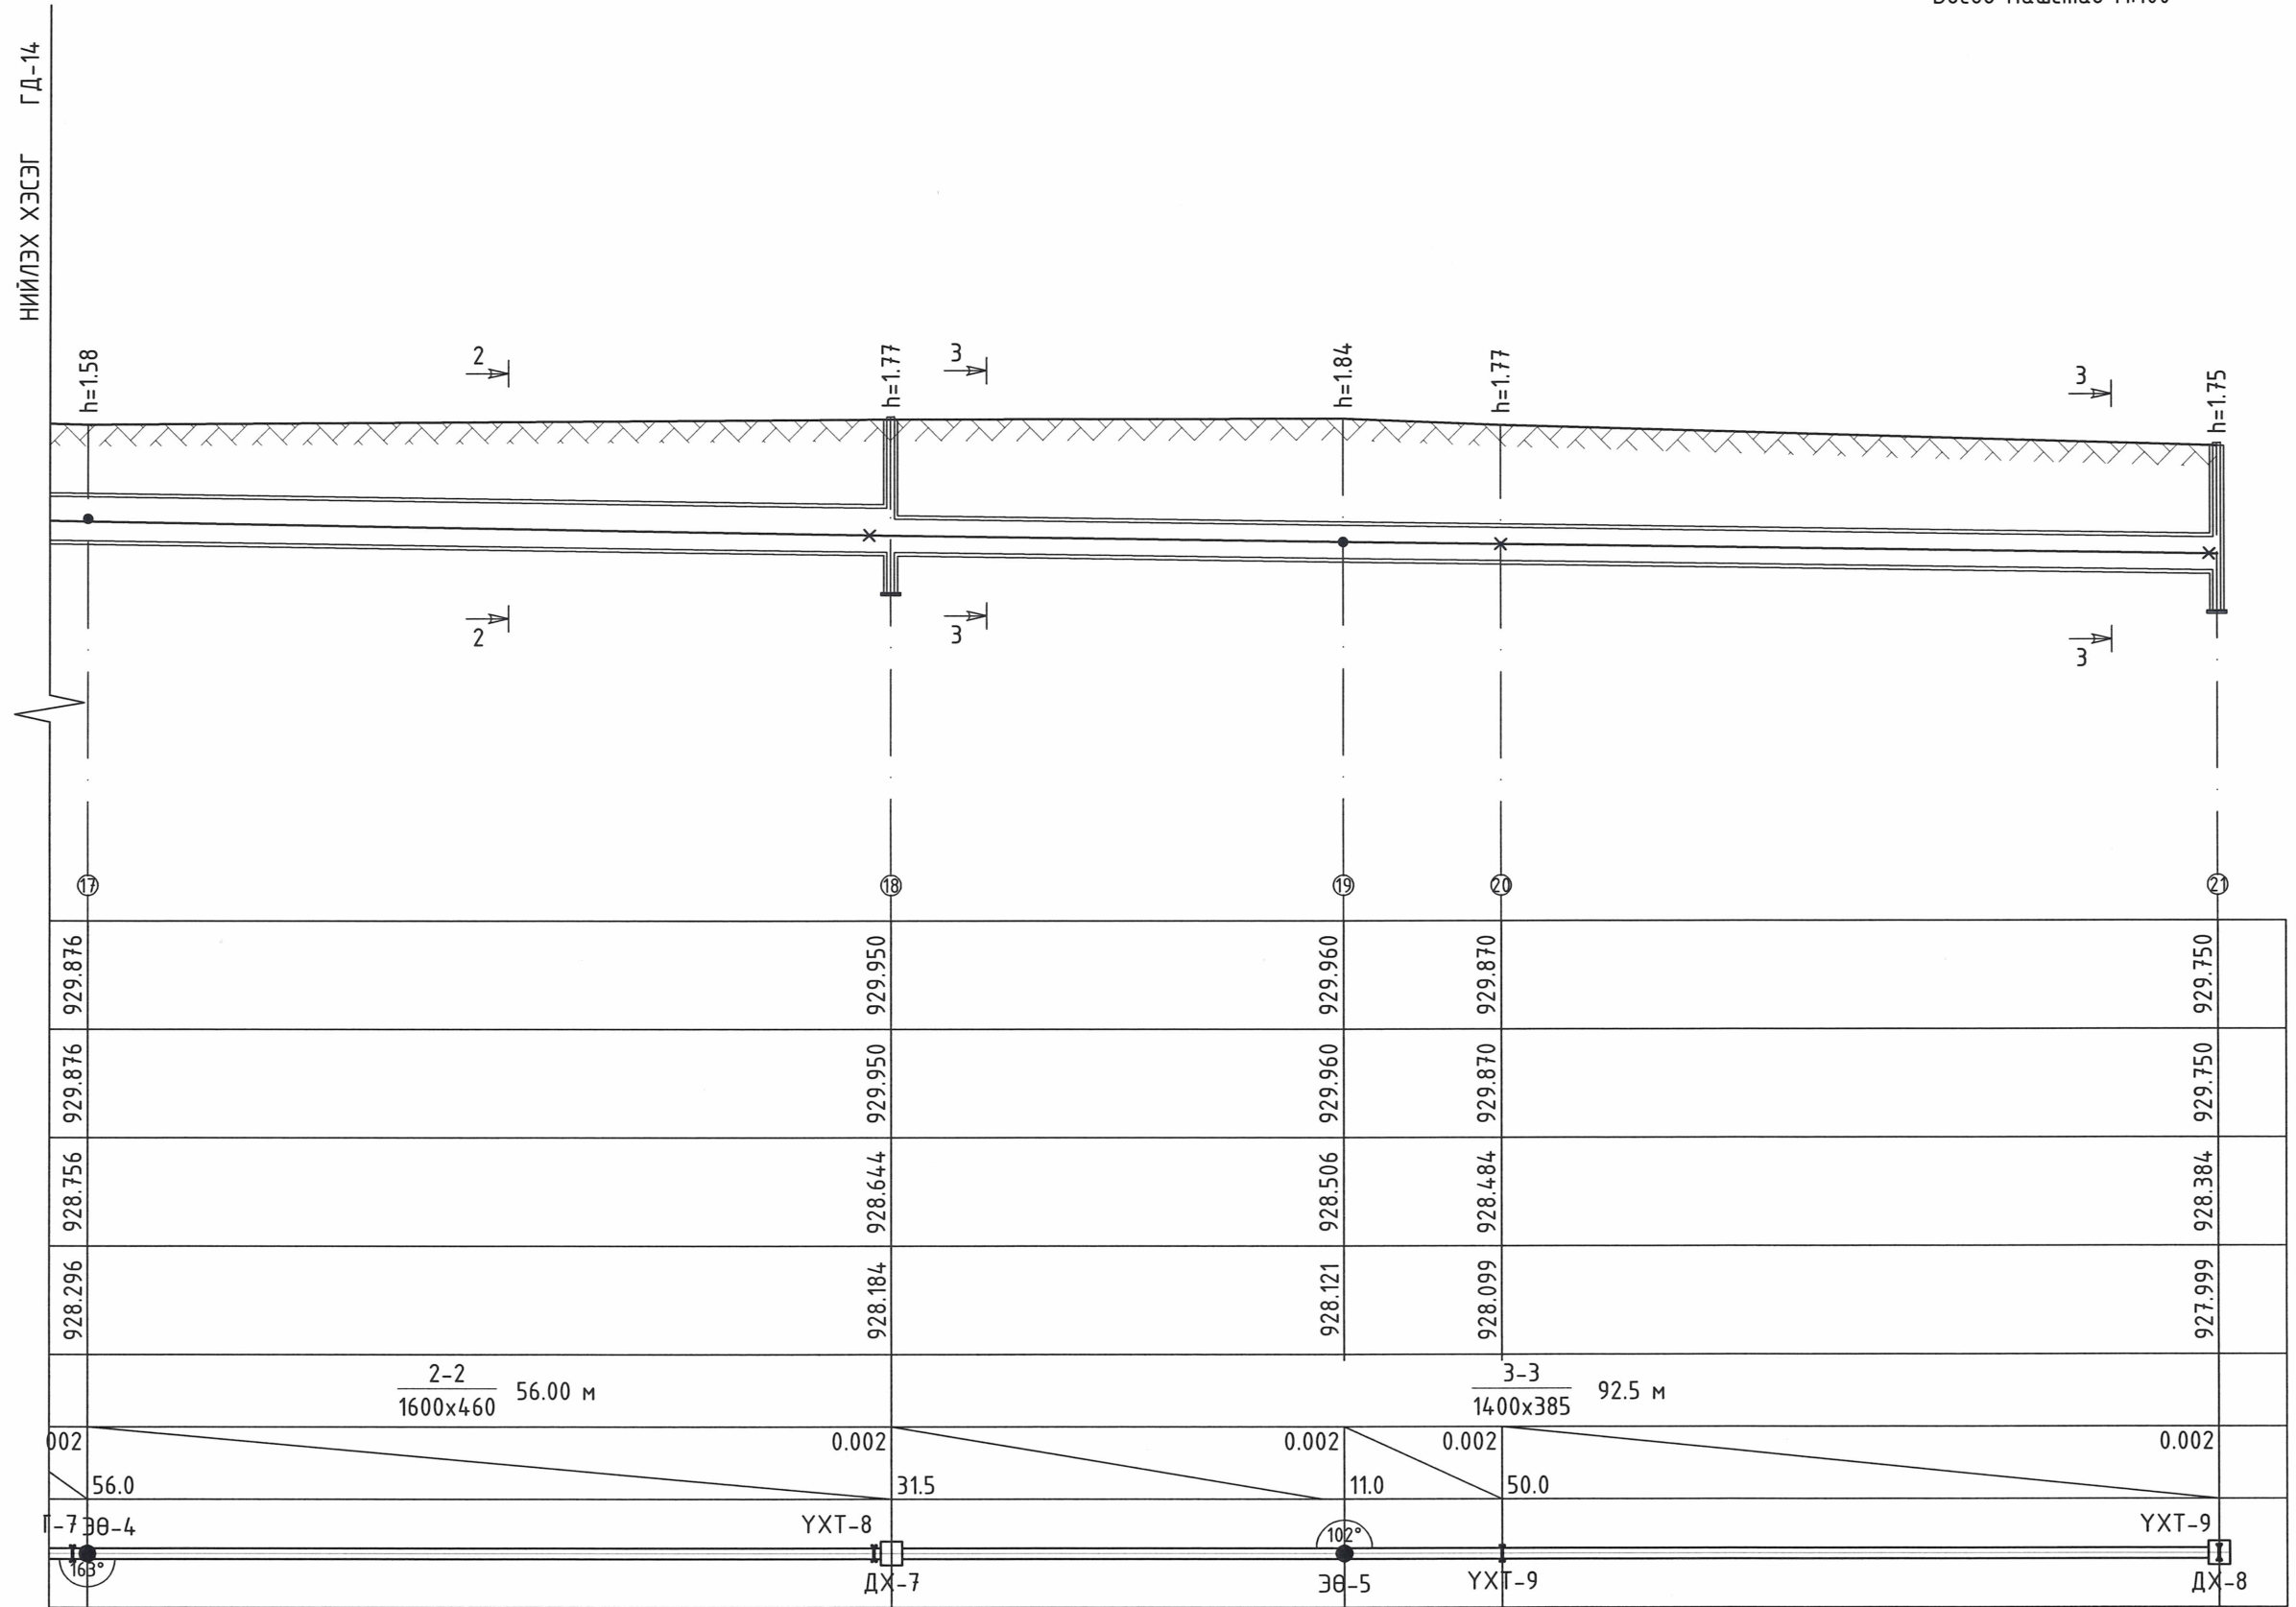 НИЙЛЭХ ХЭСЭГ ГД-14
h=1.58
h=1.77
h=1.84
h=1.77
h=1.75
2
3
3
2
3
3
17 18 19 20 21
929.876 929.950 929.960 929.870 929.750
929.876 929.950 929.960 929.870 929.750
928.756 928.644 928.506 928.484 928.384
928.296 928.184 928.121 928.099 927.999
2-2
1600x460 56.00 м
3-3
1400x385 92.5 м
002 0.002 0.002 0.002 0.002
56.0 31.5 11.0 50.0
Г-7 ЭӨ-4 ҮХТ-8 102° ҮХТ-9
163° ДХ-7 ЭӨ-5 ҮХТ-9 ДХ-8